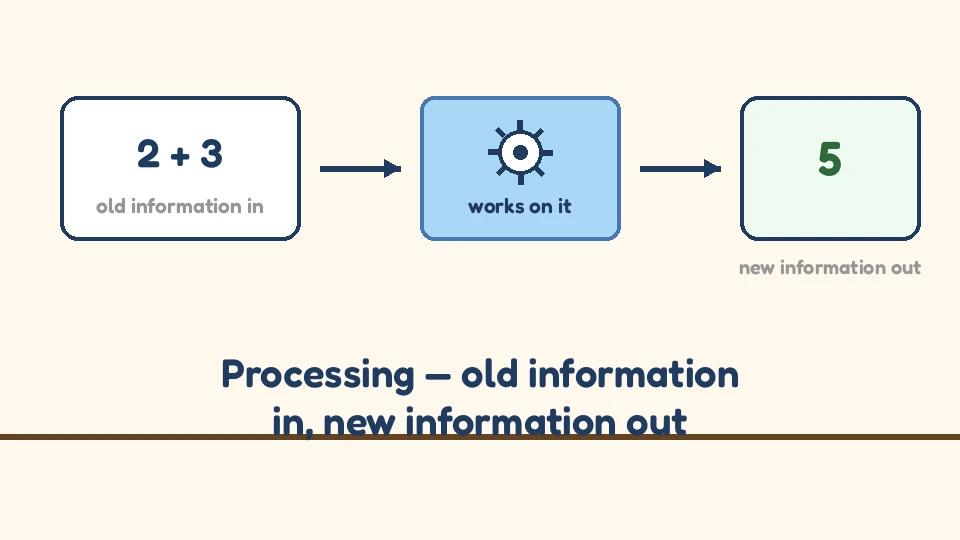 2 + 3
old information in
works on it
5
new information out
Processing — old information
in, new information out